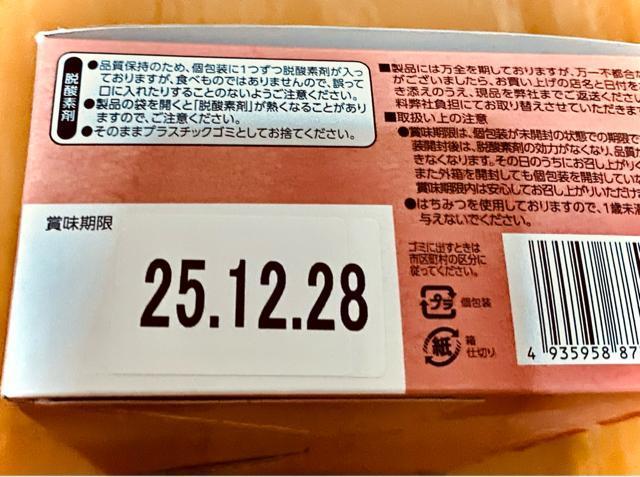 脱酸素剤
●品質保持のため、個包装に1つずつ脱酸素剤が入っ
ておりますが、食べものではありませんので、誤って
口に入れたりすることのないようご注意ください。
●製品の袋を開くと「脱酸素剤」が熱くなることがあり
ますので、ご注意ください。
●そのままプラスチックゴミとしてお捨てください。
賞味期限
25.12.28
■製品には万全を期しておりますが、万一不都合
がございましたら、お買い上げの店名と日付を
き添えのうえ、現品を弊社までご返送ください
料弊社負担にてお取り替えさせていただきま
■取扱い上の注意
●賞味期限は、個包装が未開封の状態での期限で
装開封後は、脱酸素剤の効力がなくなり、品質が
きなくなります。その日のうちにお召し上がりく
また外箱を開封しても個包装を開封していか
賞味期限内は安心してお召し上がりいただけ
●はちみつを使用しておりますので、1歳未満
与えないでください。
ゴミに出すときは
市区町村の区分に
従ってください。
プラ 個包装
紙 箱
仕切り
4 935958 87